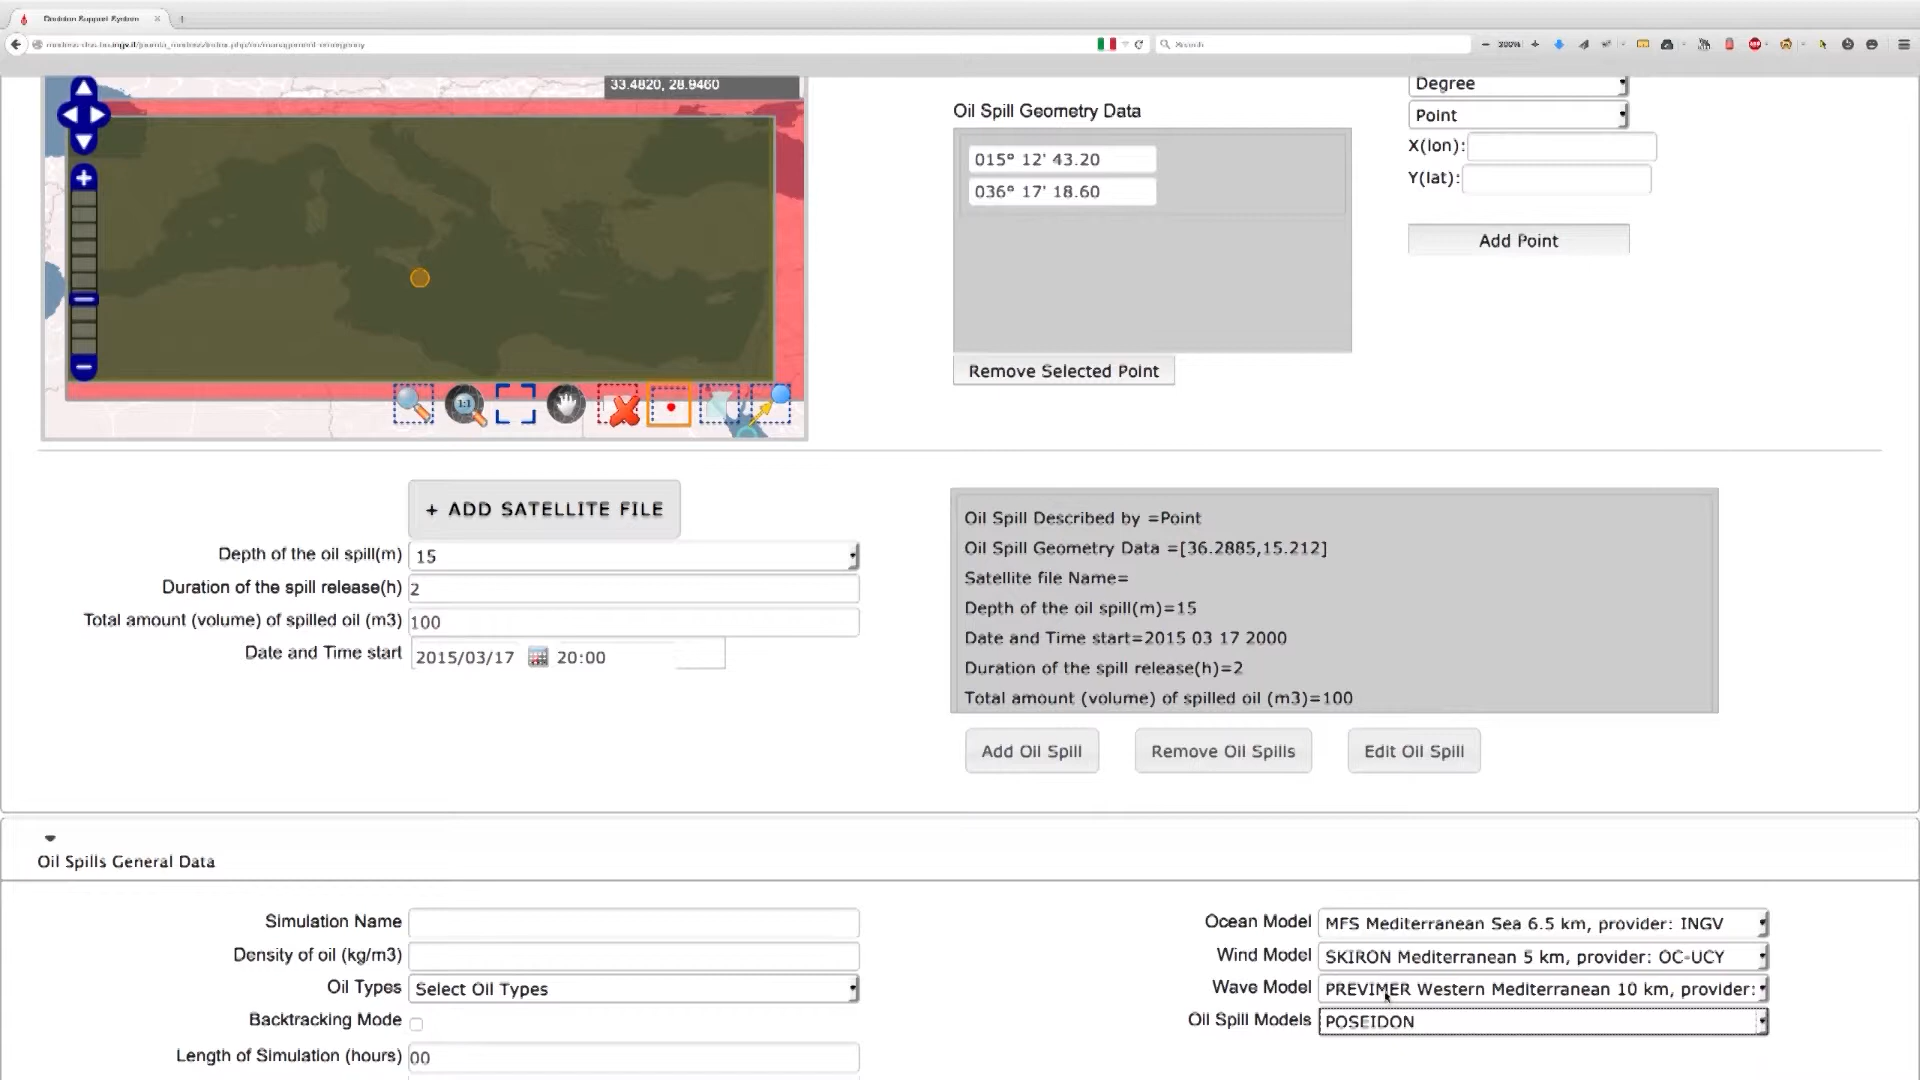 Decision Support System
Search
200%
33.4820, 28.9460
Degree
Oil Spill Geometry Data
Point
015° 12' 43.20
X(lon):
036° 17' 18.60
Y(lat):
Add Point
Remove Selected Point
1:1
+ ADD SATELLITE FILE
Depth of the oil spill(m) 15
Duration of the spill release(h) 2
Total amount (volume) of spilled oil (m3) 100
Date and Time start 2015/03/17 20:00
Oil Spill Described by =Point
Oil Spill Geometry Data =[36.2885,15.212]
Satellite file Name=
Depth of the oil spill(m)=15
Date and Time start=2015 03 17 2000
Duration of the spill release(h)=2
Total amount (volume) of spilled oil (m3)=100
Add Oil Spill
Remove Oil Spills
Edit Oil Spill
Oil Spills General Data
Simulation Name
Density of oil (kg/m3)
Oil Types Select Oil Types
Backtracking Mode
Length of Simulation (hours) 00
Ocean Model MFS Mediterranean Sea 6.5 km, provider: INGV
Wind Model SKIRON Mediterranean 5 km, provider: OC-UCY
Wave Model PREVIMER Western Mediterranean 10 km, provider:
Oil Spill Models POSEIDON